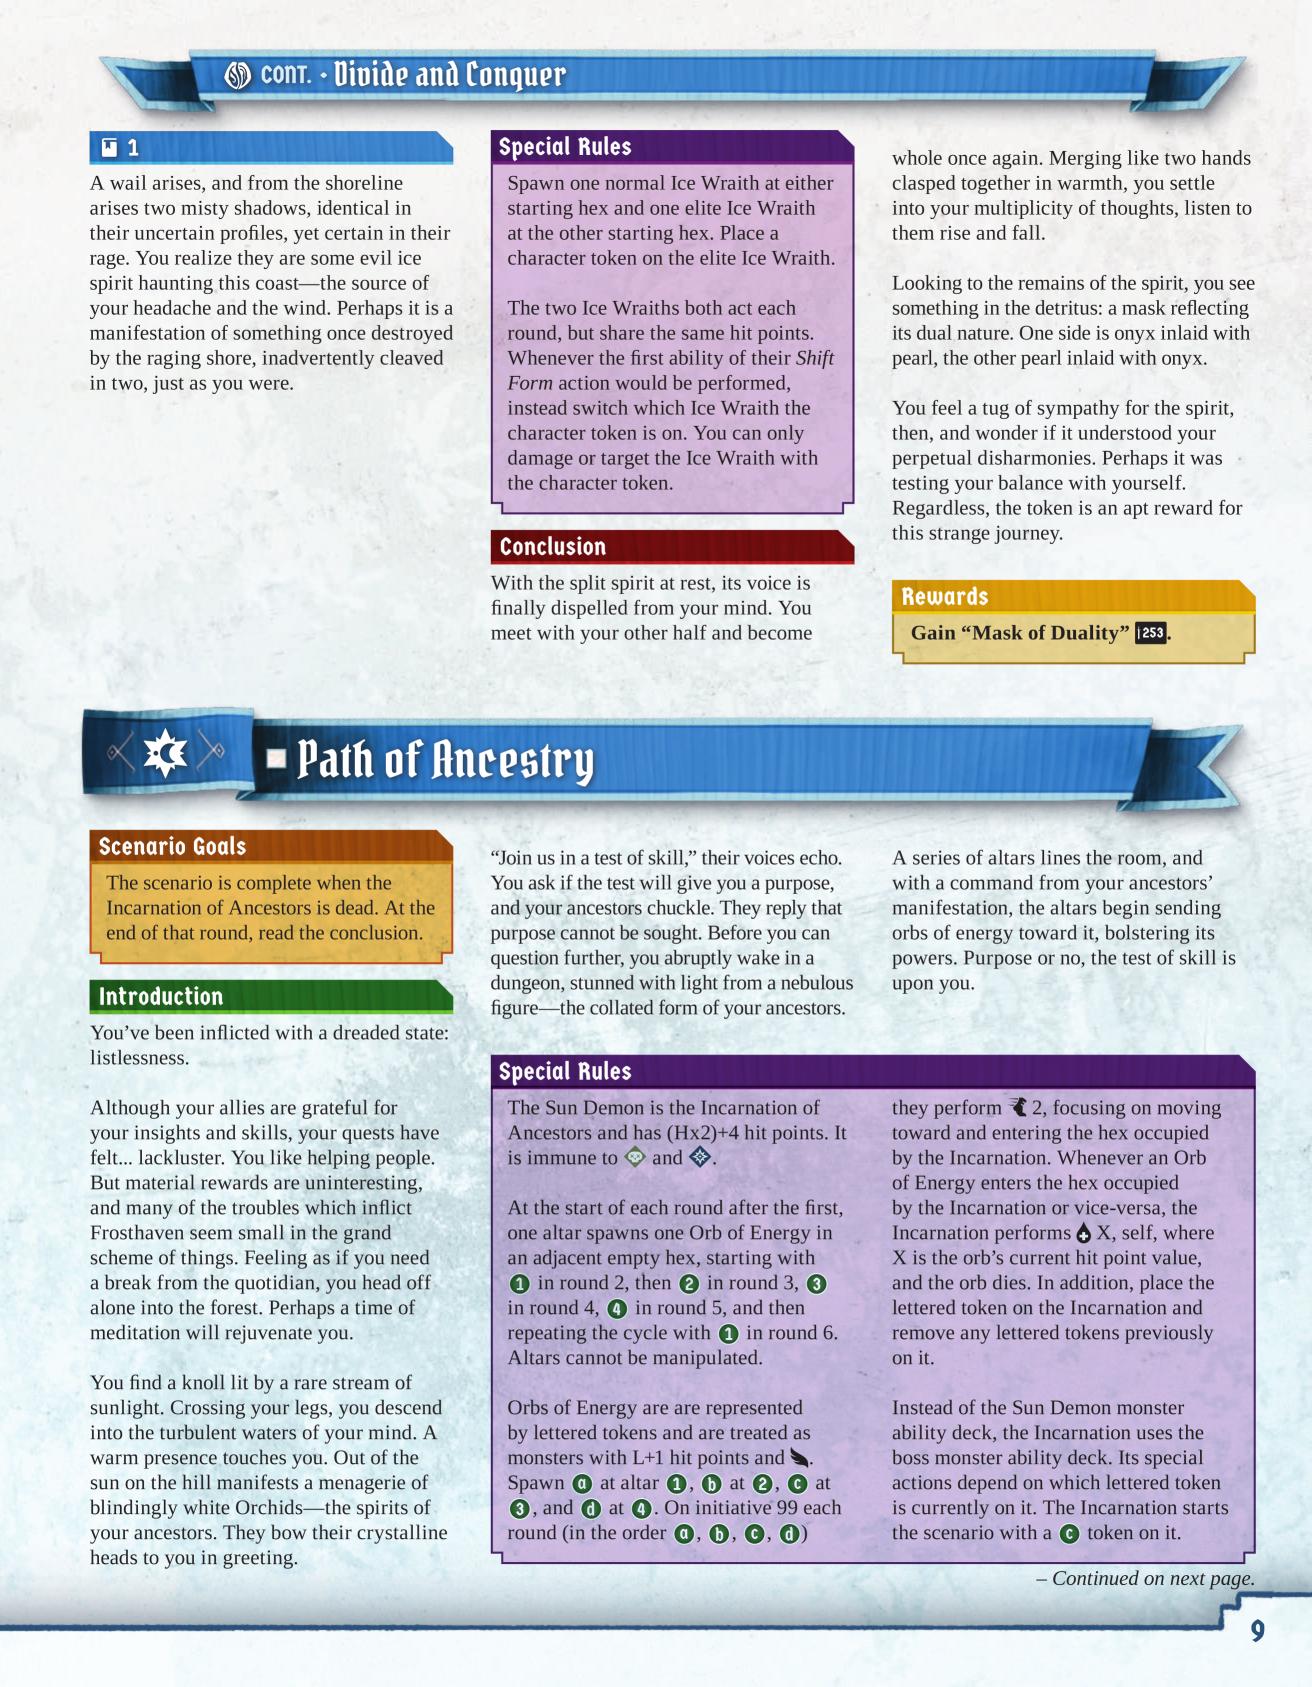 CONT. · Divide and Conquer
1
A wail arises, and from the shoreline
arises two misty shadows, identical in
their uncertain profiles, yet certain in their
rage. You realize they are some evil ice
spirit haunting this coast—the source of
your headache and the wind. Perhaps it is a
manifestation of something once destroyed
by the raging shore, inadvertently cleaved
in two, just as you were.
Special Rules
Spawn one normal Ice Wraith at either
starting hex and one elite Ice Wraith
at the other starting hex. Place a
character token on the elite Ice Wraith.
The two Ice Wraiths both act each
round, but share the same hit points.
Whenever the first ability of their Shift
Form action would be performed,
instead switch which Ice Wraith the
character token is on. You can only
damage or target the Ice Wraith with
the character token.
Conclusion
With the split spirit at rest, its voice is
finally dispelled from your mind. You
meet with your other half and become
whole once again. Merging like two hands
clasped together in warmth, you settle
into your multiplicity of thoughts, listen to
them rise and fall.
Looking to the remains of the spirit, you see
something in the detritus: a mask reflecting
its dual nature. One side is onyx inlaid with
pearl, the other pearl inlaid with onyx.
You feel a tug of sympathy for the spirit,
then, and wonder if it understood your
perpetual disharmonies. Perhaps it was
testing your balance with yourself.
Regardless, the token is an apt reward for
this strange journey.
Rewards
Gain “Mask of Duality” 253.
Path of Ancestry
Scenario Goals
The scenario is complete when the
Incarnation of Ancestors is dead. At the
end of that round, read the conclusion.
Introduction
You’ve been inflicted with a dreaded state:
listlessness.
Although your allies are grateful for
your insights and skills, your quests have
felt... lackluster. You like helping people.
But material rewards are uninteresting,
and many of the troubles which inflict
Frosthaven seem small in the grand
scheme of things. Feeling as if you need
a break from the quotidian, you head off
alone into the forest. Perhaps a time of
meditation will rejuvenate you.
You find a knoll lit by a rare stream of
sunlight. Crossing your legs, you descend
into the turbulent waters of your mind. A
warm presence touches you. Out of the
sun on the hill manifests a menagerie of
blindingly white Orchids—the spirits of
your ancestors. They bow their crystalline
heads to you in greeting.
“Join us in a test of skill,” their voices echo.
You ask if the test will give you a purpose,
and your ancestors chuckle. They reply that
purpose cannot be sought. Before you can
question further, you abruptly wake in a
dungeon, stunned with light from a nebulous
figure—the collated form of your ancestors.
A series of altars lines the room, and
with a command from your ancestors’
manifestation, the altars begin sending
orbs of energy toward it, bolstering its
powers. Purpose or no, the test of skill is
upon you.
Special Rules
The Sun Demon is the Incarnation of
Ancestors and has (Hx2)+4 hit points. It
is immune to and .
At the start of each round after the first,
one altar spawns one Orb of Energy in
an adjacent empty hex, starting with
1 in round 2, then 2 in round 3, 3
in round 4, 4 in round 5, and then
repeating the cycle with 1 in round 6.
Altars cannot be manipulated.
Orbs of Energy are are represented
by lettered tokens and are treated as
monsters with L+1 hit points and .
Spawn a at altar 1, b at 2, c at
3, and d at 4. On initiative 99 each
round (in the order a, b, c, d)
they perform 2, focusing on moving
toward and entering the hex occupied
by the Incarnation. Whenever an Orb
of Energy enters the hex occupied
by the Incarnation or vice-versa, the
Incarnation performs X, self, where
X is the orb’s current hit point value,
and the orb dies. In addition, place the
lettered token on the Incarnation and
remove any lettered tokens previously
on it.
Instead of the Sun Demon monster
ability deck, the Incarnation uses the
boss monster ability deck. Its special
actions depend on which lettered token
is currently on it. The Incarnation starts
the scenario with a c token on it.
– Continued on next page.
9